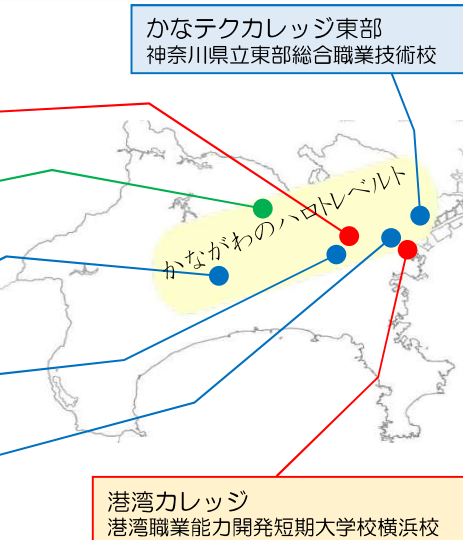 かなテクカレッジ東部
神奈川県立東部総合職業技術校
かながわのハロトレベルト
港湾カレッジ
港湾職業能力開発短期大学校横浜校